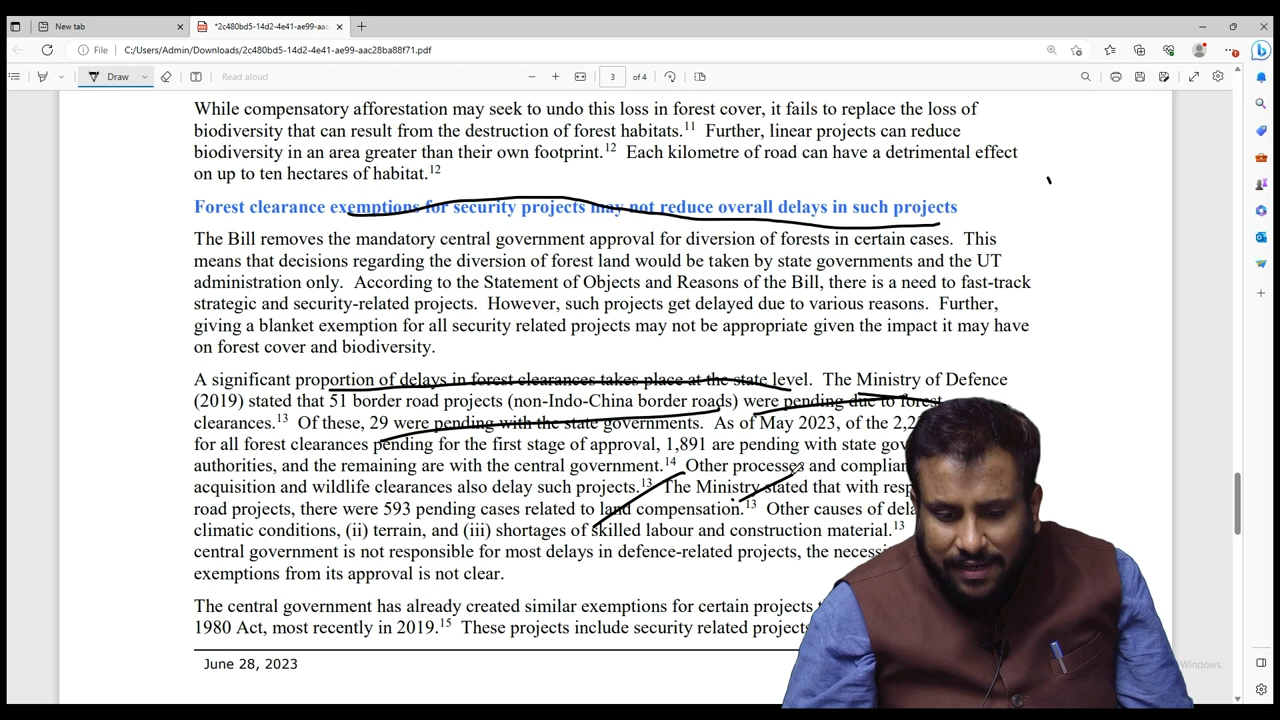 New tab
*2c480bd5-14d2-4e41-ae99-aac
File C:/Users/Admin/Downloads/2c480bd5-14d2-4e41-ae99-aac28ba88f71.pdf
Draw Read aloud 3 of 4
While compensatory afforestation may seek to undo this loss in forest cover, it fails to replace the loss of
biodiversity that can result from the destruction of forest habitats.11 Further, linear projects can reduce
biodiversity in an area greater than their own footprint.12 Each kilometre of road can have a detrimental effect
on up to ten hectares of habitat.12
Forest clearance exemptions for security projects may not reduce overall delays in such projects
The Bill removes the mandatory central government approval for diversion of forests in certain cases. This
means that decisions regarding the diversion of forest land would be taken by state governments and the UT
administration only. According to the Statement of Objects and Reasons of the Bill, there is a need to fast-track
strategic and security-related projects. However, such projects get delayed due to various reasons. Further,
giving a blanket exemption for all security related projects may not be appropriate given the impact it may have
on forest cover and biodiversity.
A significant proportion of delays in forest clearances takes place at the state level. The Ministry of Defence
(2019) stated that 51 border road projects (non-Indo-China border roads) were pending due to forest
clearances.13 Of these, 29 were pending with the state governments. As of May 2023, of the 2,2
for all forest clearances pending for the first stage of approval, 1,891 are pending with state gov
authorities, and the remaining are with the central government.14 Other processes and complian
acquisition and wildlife clearances also delay such projects.13 The Ministry stated that with resp
road projects, there were 593 pending cases related to land compensation.13 Other causes of dela
climatic conditions, (ii) terrain, and (iii) shortages of skilled labour and construction material.13
central government is not responsible for most delays in defence-related projects, the necessi
exemptions from its approval is not clear.
The central government has already created similar exemptions for certain projects
1980 Act, most recently in 2019.15 These projects include security related projects
June 28, 2023
Windows.